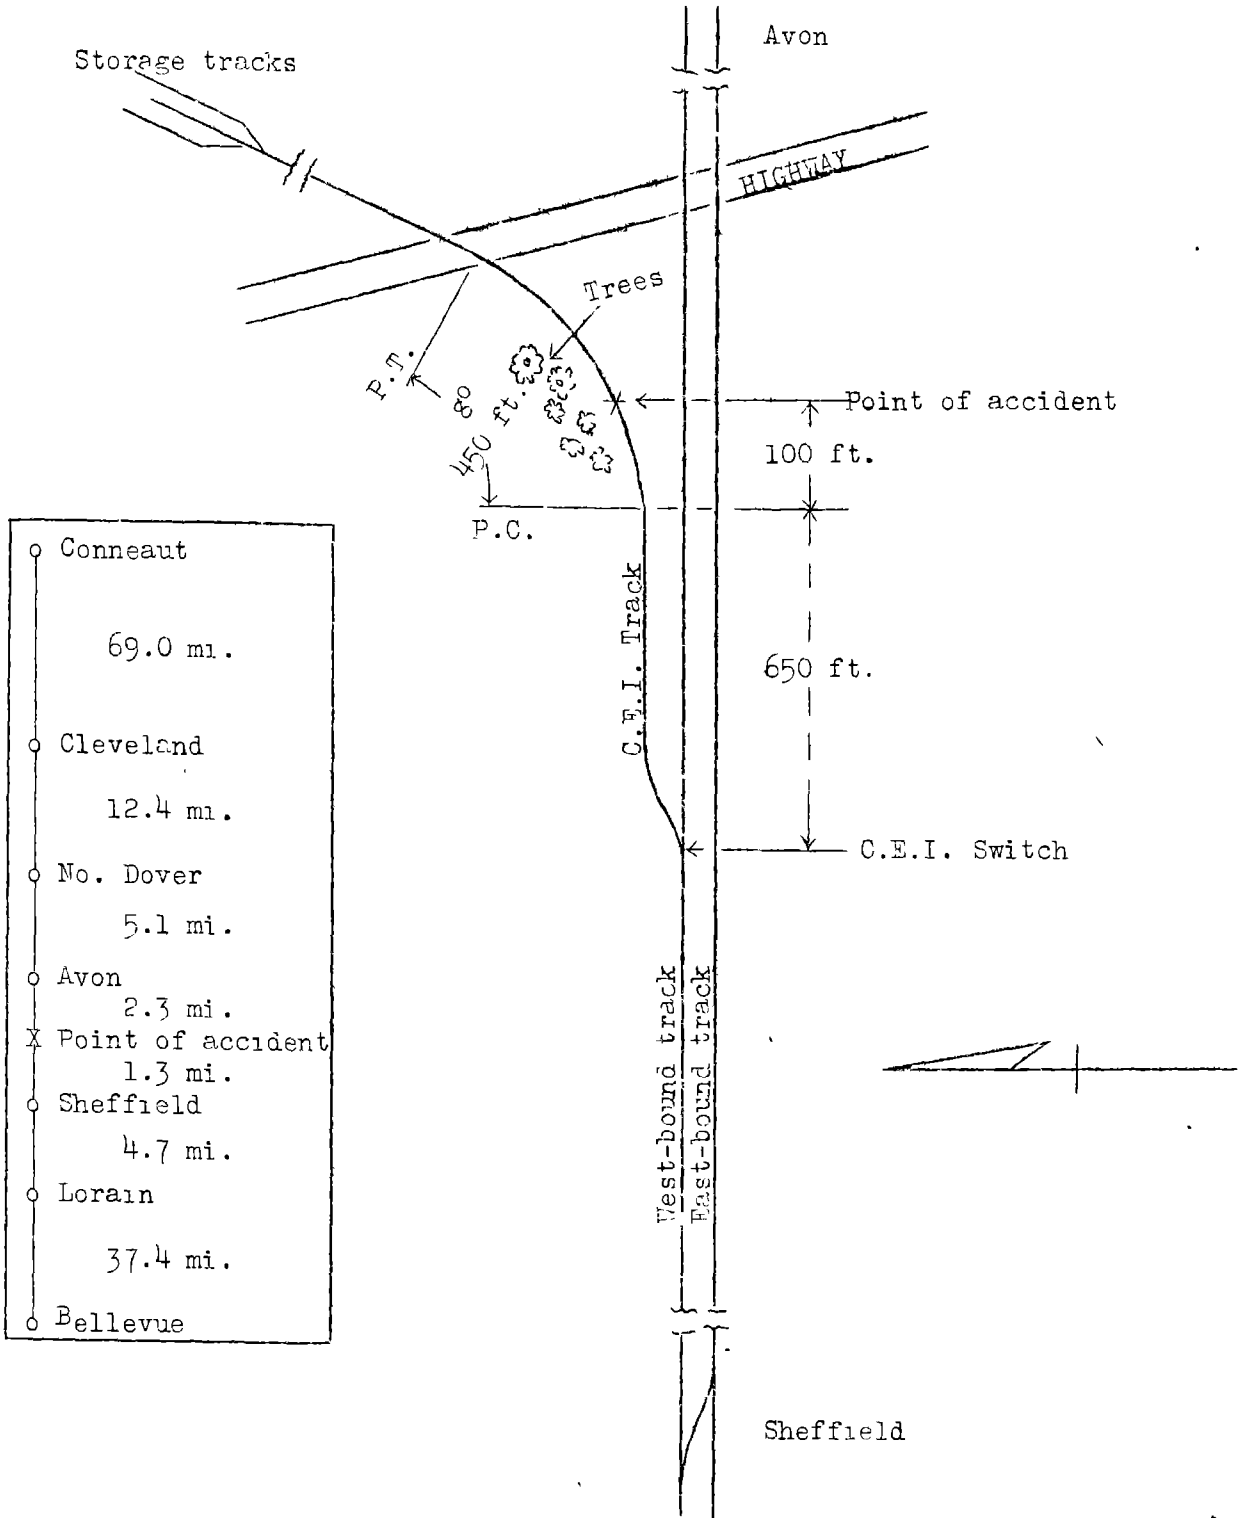 Avon
Storage tracks
HIGHWAY
Trees
P.T.
8°
450 ft.
Point of accident
100 ft.
P.C.
C.E.I. Track
650 ft.
C.E.I. Switch
West-bound track
East-bound track
Sheffield
Conneaut
69.0 mi.
Cleveland
12.4 mi.
No. Dover
5.1 mi.
Avon
2.3 mi.
X Point of accident
1.3 mi.
Sheffield
4.7 mi.
Lorain
37.4 mi.
Bellevue